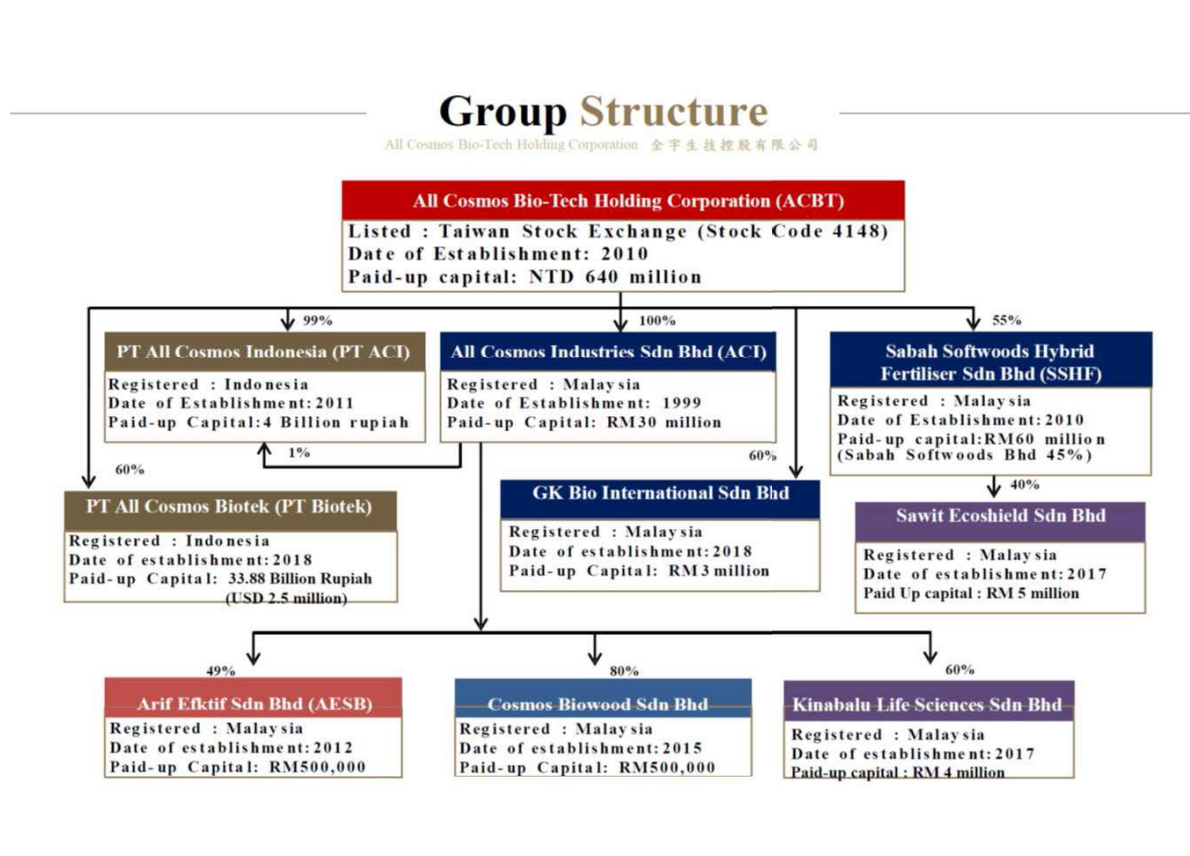 Group Structure
All Cosmos Bio-Tech Holding Corporation 全宇生技控股有限公司
All Cosmos Bio-Tech Holding Corporation (ACBT)
Listed : Taiwan Stock Exchange (Stock Code 4148)
Date of Establishment: 2010
Paid-up capital: NTD 640 million
99%
100%
55%
PT All Cosmos Indonesia (PT ACI)
Registered : Indonesia
Date of Establishment:2011
Paid-up Capital:4 Billion rupiah
All Cosmos Industries Sdn Bhd (ACI)
Registered : Malaysia
Date of Establishment: 1999
Paid-up Capital: RM30 million
Sabah Softwoods Hybrid
Fertiliser Sdn Bhd (SSHF)
Registered : Malaysia
Date of Establishment:2010
Paid-up capital:RM60 million
(Sabah Softwoods Bhd 45%)
1%
60%
60%
40%
PT All Cosmos Biotek (PT Biotek)
Registered : Indonesia
Date of establishment:2018
Paid-up Capital: 33.88 Billion Rupiah
(USD 2.5 million)
GK Bio International Sdn Bhd
Registered : Malaysia
Date of establishment:2018
Paid-up Capital: RM3 million
Sawit Ecoshield Sdn Bhd
Registered : Malaysia
Date of establishment:2017
Paid Up capital : RM 5 million
49%
80%
60%
Arif Efktif Sdn Bhd (AESB)
Registered : Malaysia
Date of establishment:2012
Paid-up Capital: RM500,000
Cosmos Biowood Sdn Bhd
Registered : Malaysia
Date of establishment:2015
Paid-up Capital: RM500,000
Kinabalu Life Sciences Sdn Bhd
Registered : Malaysia
Date of establishment:2017
Paid-up capital : RM 4 million